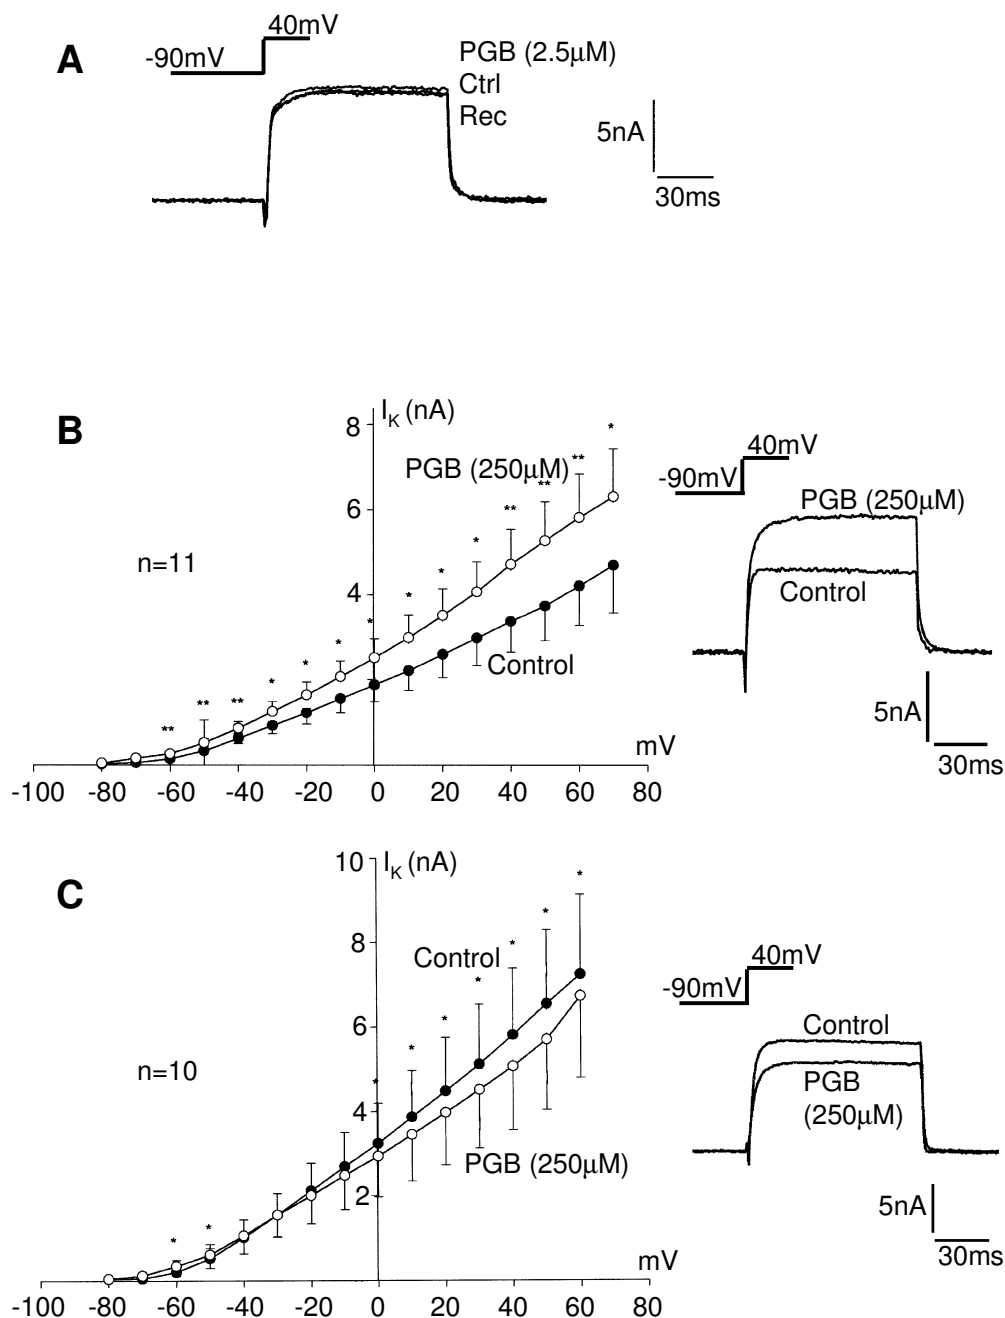 A
40mV
-90mV
PGB (2.5μM)
Ctrl
Rec
5nA
30ms
B
I_K (nA)
8
PGB (250μM)
6
n=11
4
Control
mV
-100 -80 -60 -40 -20 0 20 40 60 80
* ** ** ** * * * * * * * ** ** ** *
40mV
-90mV
PGB (250μM)
Control
5nA
30ms
C
10
I_K (nA)
Control
8
6
n=10
4
PGB (250μM)
2
mV
-100 -80 -60 -40 -20 0 20 40 60 80
* * * * * * * * *
40mV
-90mV
Control
PGB
(250μM)
5nA
30ms